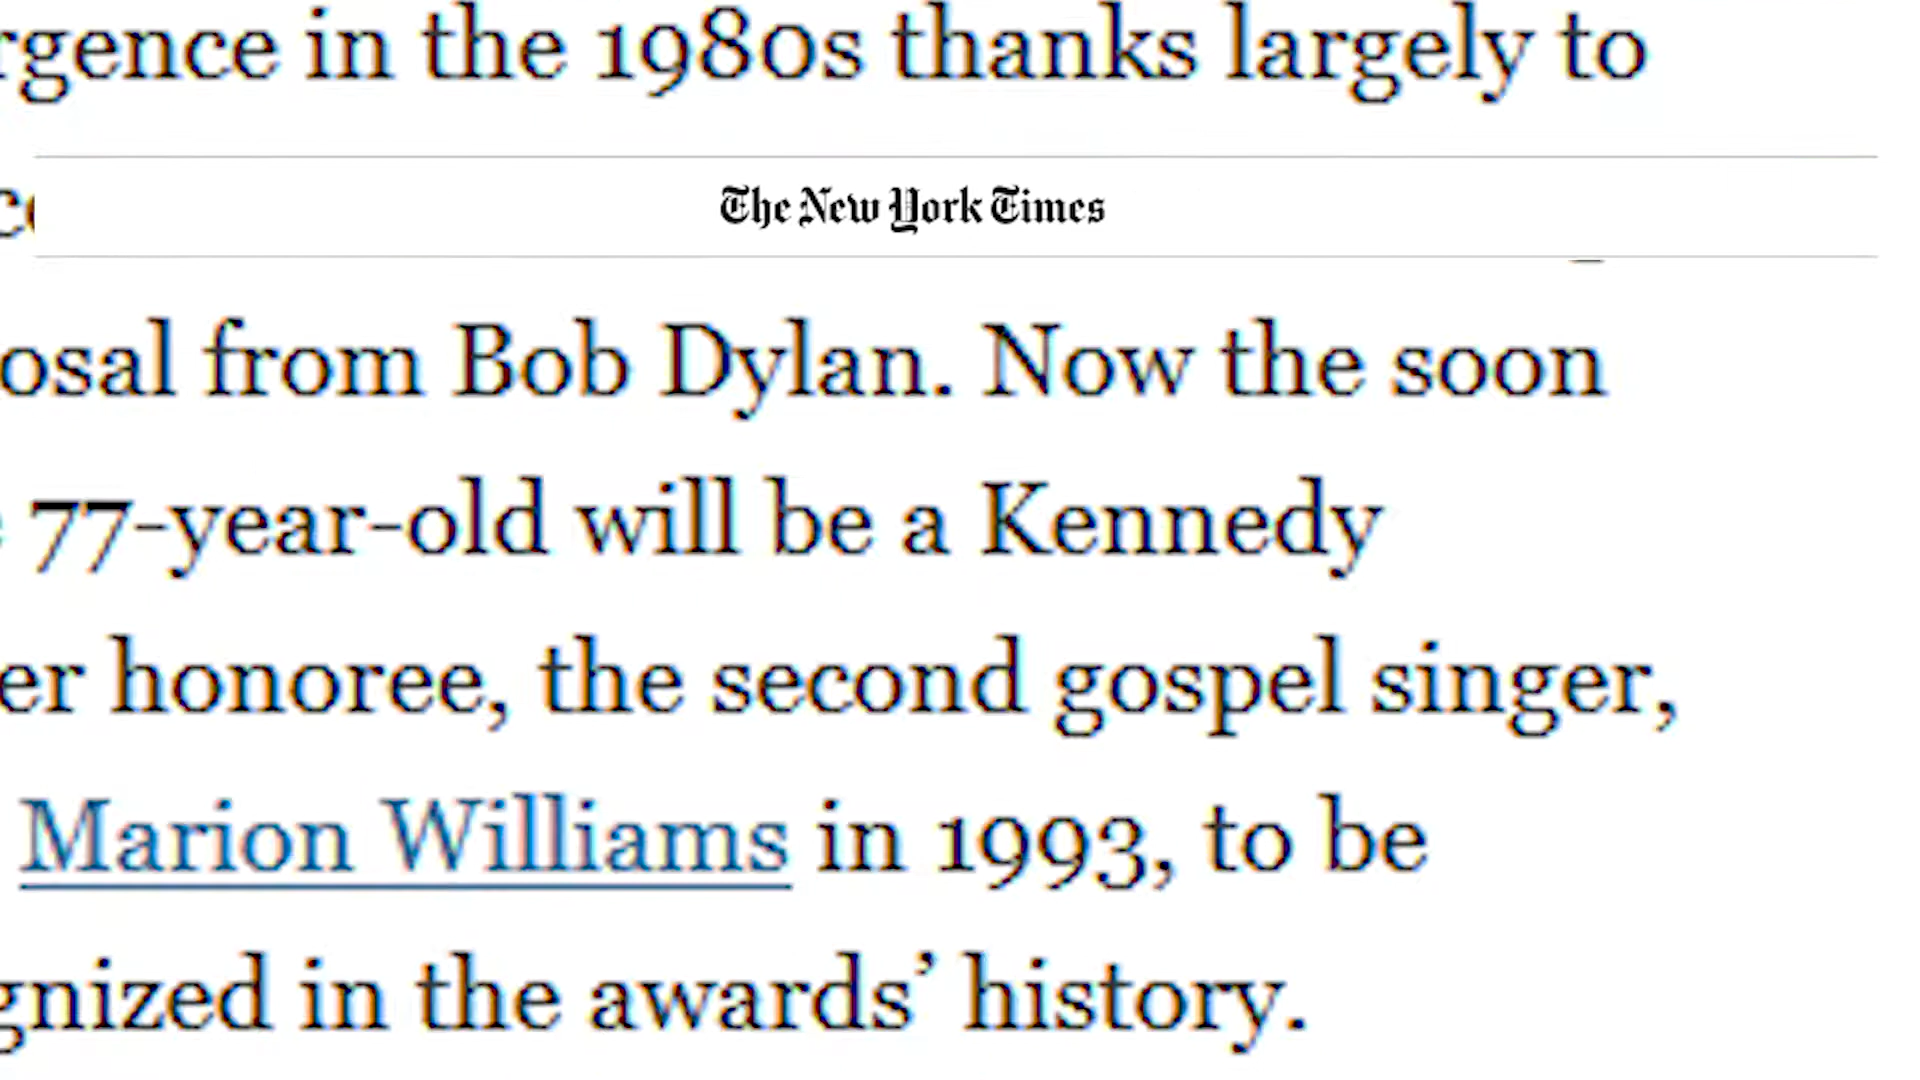 rgence in the 1980s thanks largely to
The New York Times
osal from Bob Dylan. Now the soon
77-year-old will be a Kennedy
er honoree, the second gospel singer,
Marion Williams in 1993, to be
gnized in the awards’ history.